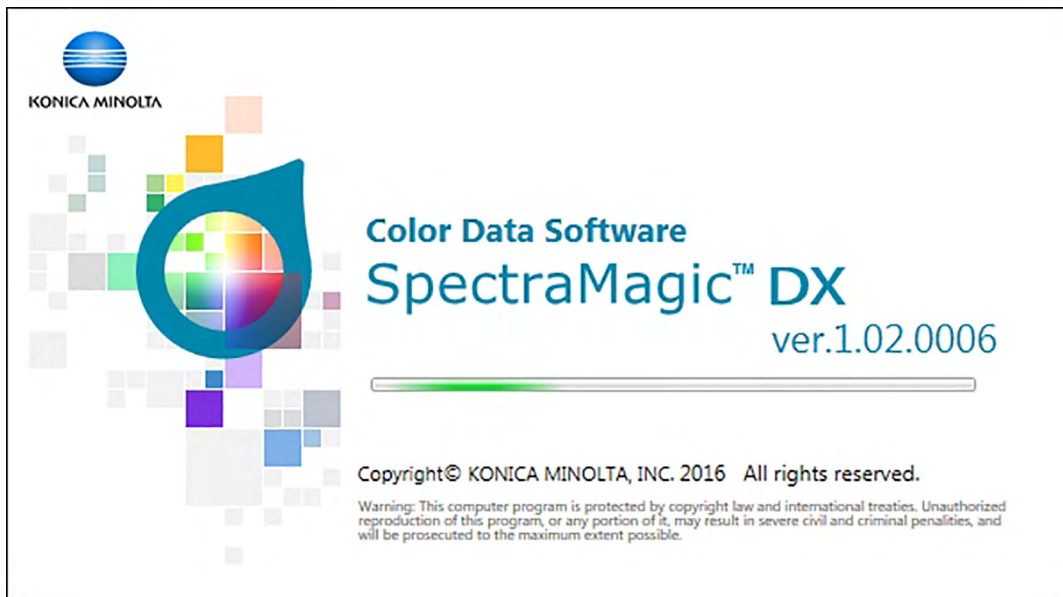 KONICA MINOLTA
Color Data Software
SpectraMagic™ DX
ver.1.02.0006
Copyright© KONICA MINOLTA, INC. 2016 All rights reserved.
Warning: This computer program is protected by copyright law and international treaties. Unauthorized
reproduction of this program, or any portion of it, may result in severe civil and criminal penalities, and
will be prosecuted to the maximum extent possible.